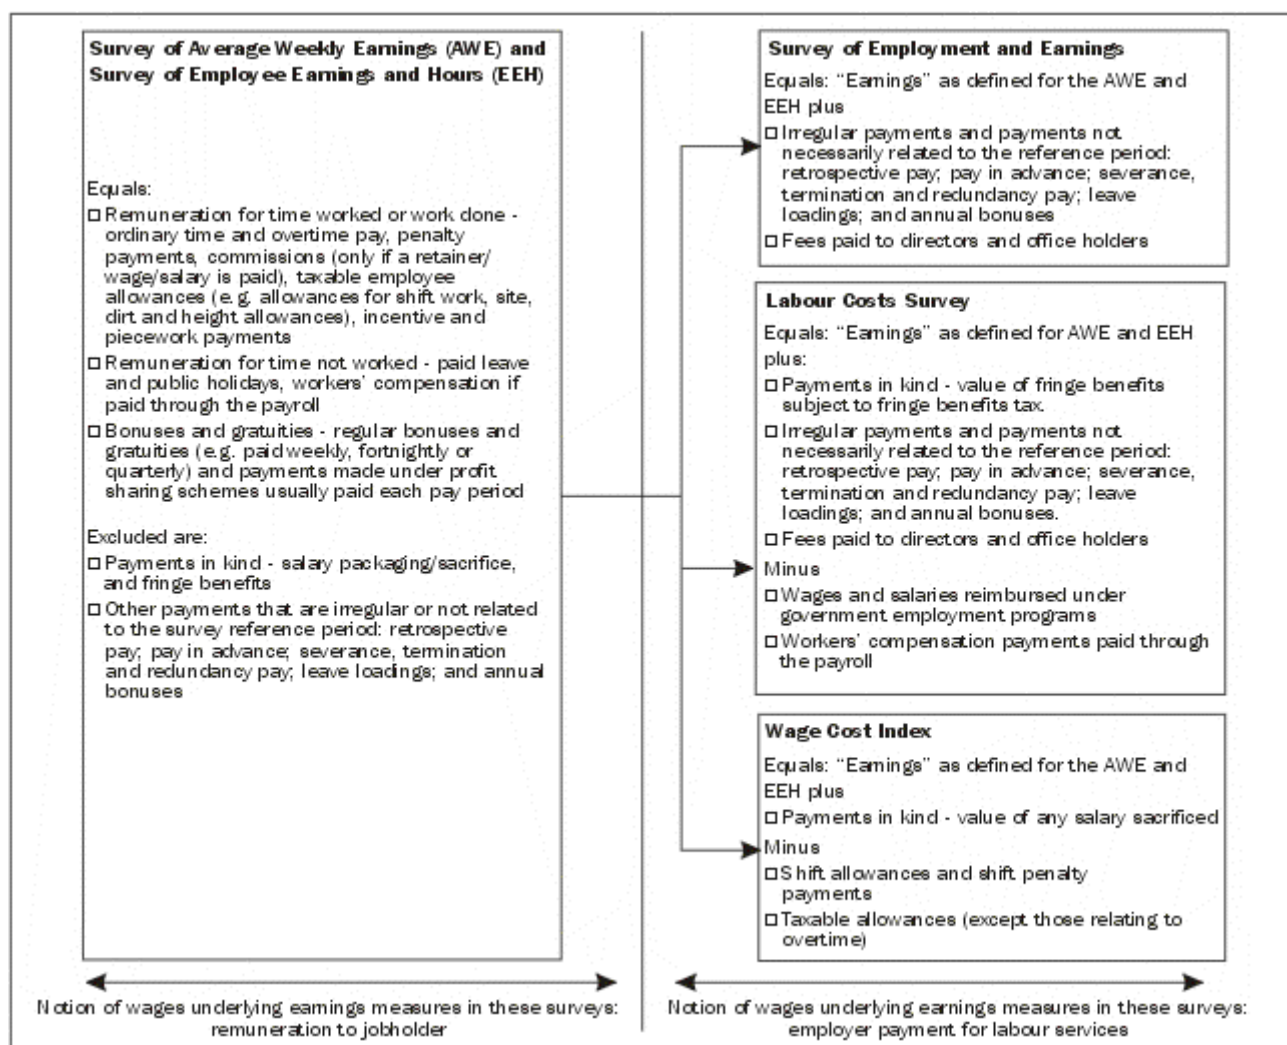 Survey of Average Weekly Earnings (AWE) and
Survey of Employee Earnings and Hours (EEH)
Equals:
Remuneration for time worked or work done -
ordinary time and overtime pay, penalty
payments, commissions (only if a retainer/
wage/salary is paid), taxable employee
allowances (e.g. allowances for shift work, site,
dirt and height allowances), incentive and
piecework payments
Remuneration for time not worked - paid leave
and public holidays, workers' compensation if
paid through the payroll
Bonuses and gratuities - regular bonuses and
gratuities (e.g. paid weekly, fortnightly or
quarterly) and payments made under profit
sharing schemes usually paid each pay period
Excluded are:
Payments in kind - salary packaging/sacrifice,
and fringe benefits
Other payments that are irregular or not related
to the survey reference period: retrospective
pay; pay in advance; severance, termination
and redundancy pay; leave loadings; and annual
bonuses
Notion of wages underlying earnings measures in these surveys:
remuneration to jobholder
Survey of Employment and Earnings
Equals: "Earnings" as defined for the AWE and
EEH plus
Irregular payments and payments not
necessarily related to the reference period:
retrospective pay; pay in advance; severance,
termination and redundancy pay; leave
loadings; and annual bonuses
Fees paid to directors and office holders
Labour Costs Survey
Equals: "Earnings" as defined for AWE and EEH
plus:
Payments in kind - value of fringe benefits
subject to fringe benefits tax.
Irregular payments and payments not
necessarily related to the reference period:
retrospective pay; pay in advance; severance,
termination and redundancy pay; leave
loadings; and annual bonuses.
Fees paid to directors and office holders
Minus
Wages and salaries reimbursed under
government employment programs
Workers' compensation payments paid through
the payroll
Wage Cost Index
Equals: "Earnings" as defined for the AWE and
EEH plus
Payments in kind - value of any salary sacrificed
Minus
Shift allowances and shift penalty
payments
Taxable allowances (except those relating to
overtime)
Notion of wages underlying earnings measures in these surveys:
employer payment for labour services